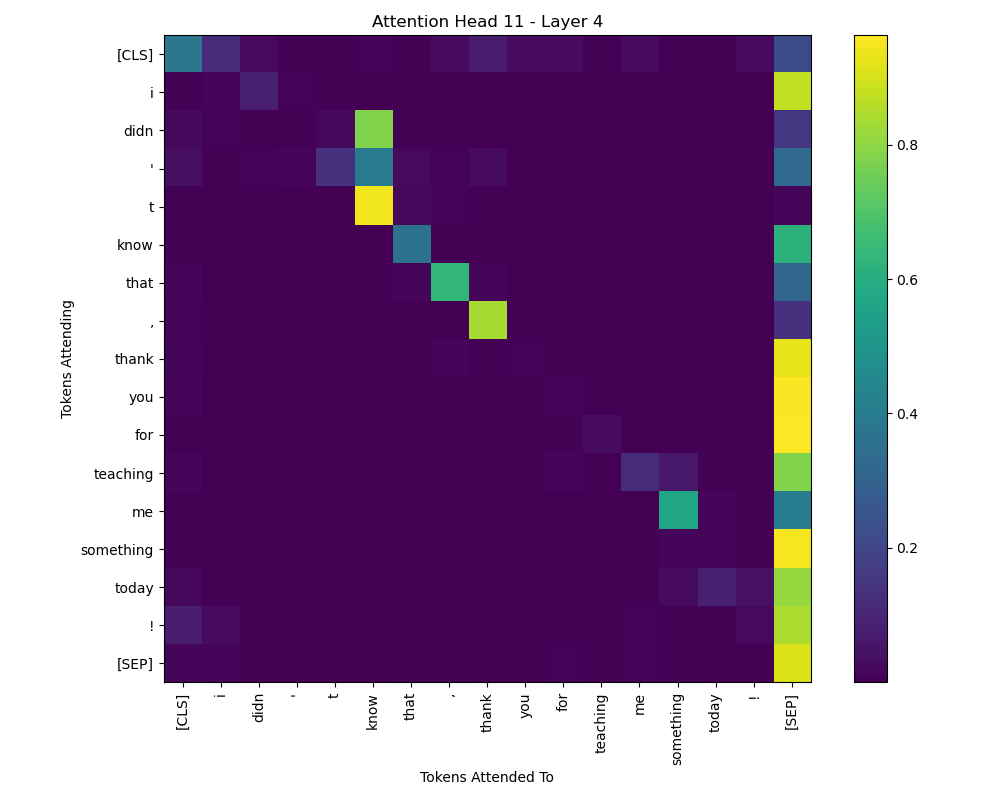 Attention Head 11 - Layer 4
[CLS]
i
didn
'
t
know
that
,
thank
you
for
teaching
me
something
today
!
[SEP]
Tokens Attending
[CLS]
i
didn
'
t
know
that
,
thank
you
for
teaching
me
something
today
!
[SEP]
Tokens Attended To
0.8
0.6
0.4
0.2